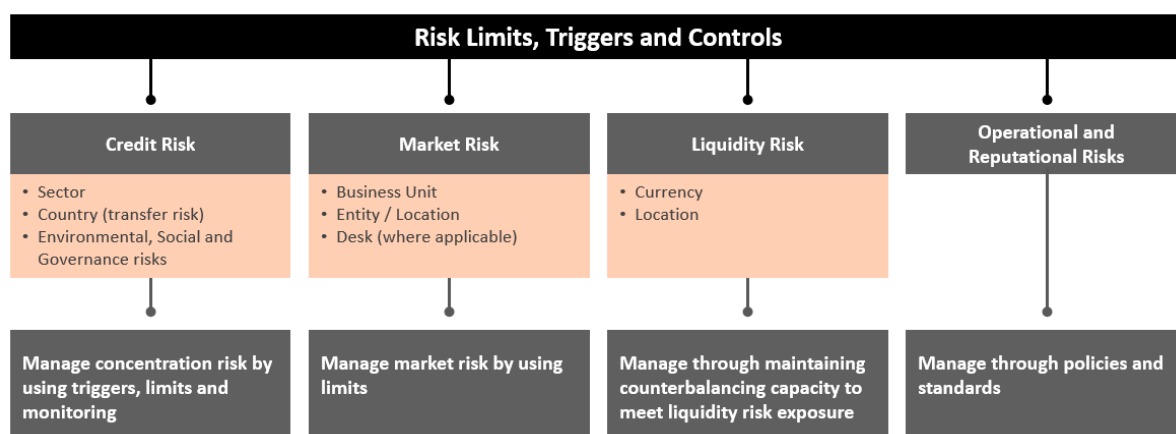 Risk Limits, Triggers and Controls
Credit Risk
• Sector
• Country (transfer risk)
• Environmental, Social and
Governance risks
Manage concentration risk by
using triggers, limits and
monitoring
Market Risk
• Business Unit
• Entity / Location
• Desk (where applicable)
Manage market risk by using
limits
Liquidity Risk
• Currency
• Location
Manage through maintaining
counterbalancing capacity to
meet liquidity risk exposure
Operational and
Reputational Risks
Manage through policies and
standards